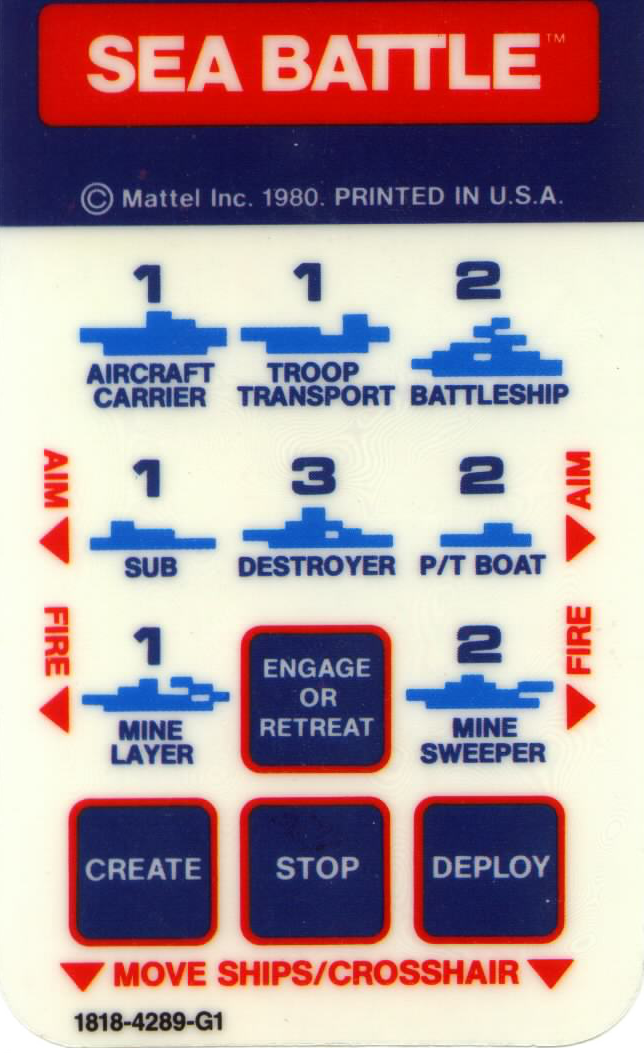 SEA BATTLE™
© Mattel Inc. 1980. PRINTED IN U.S.A.
1 1 2
AIRCRAFT CARRIER
TROOP TRANSPORT
BATTLESHIP
AIM
AIM
1 3 2
SUB
DESTROYER
P/T BOAT
FIRE
FIRE
1 2
MINE LAYER
ENGAGE
OR
RETREAT
MINE SWEEPER
CREATE
STOP
DEPLOY
MOVE SHIPS/CROSSHAIR
1818-4289-G1